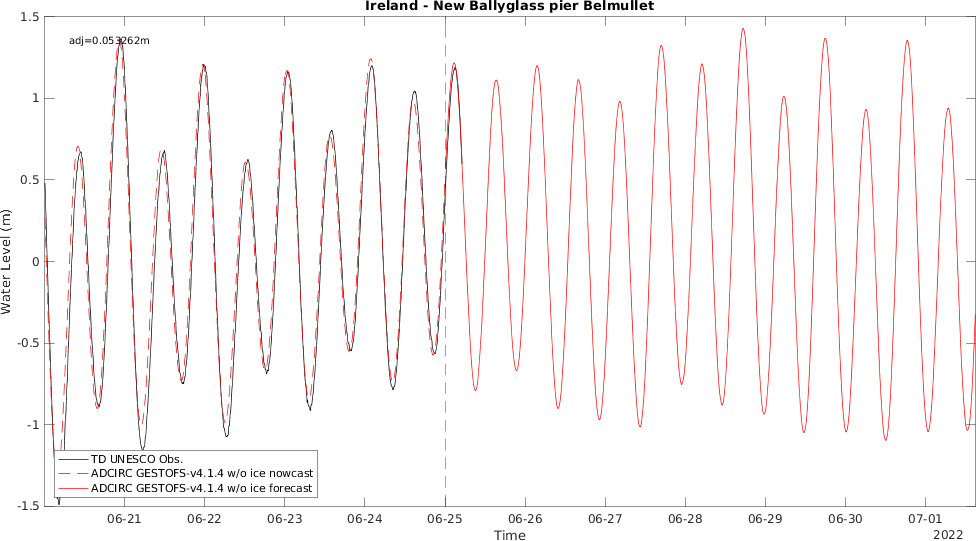 Ireland - New Ballyglass pier Belmullet
adj=0.053262m
1.5
1
0.5
0
-0.5
-1
-1.5
Water Level (m)
TD UNESCO Obs.
ADCIRC GESTOFS-v4.1.4 w/o ice nowcast
ADCIRC GESTOFS-v4.1.4 w/o ice forecast
06-21 06-22 06-23 06-24 06-25 06-26 06-27 06-28 06-29 06-30 07-01
Time
2022